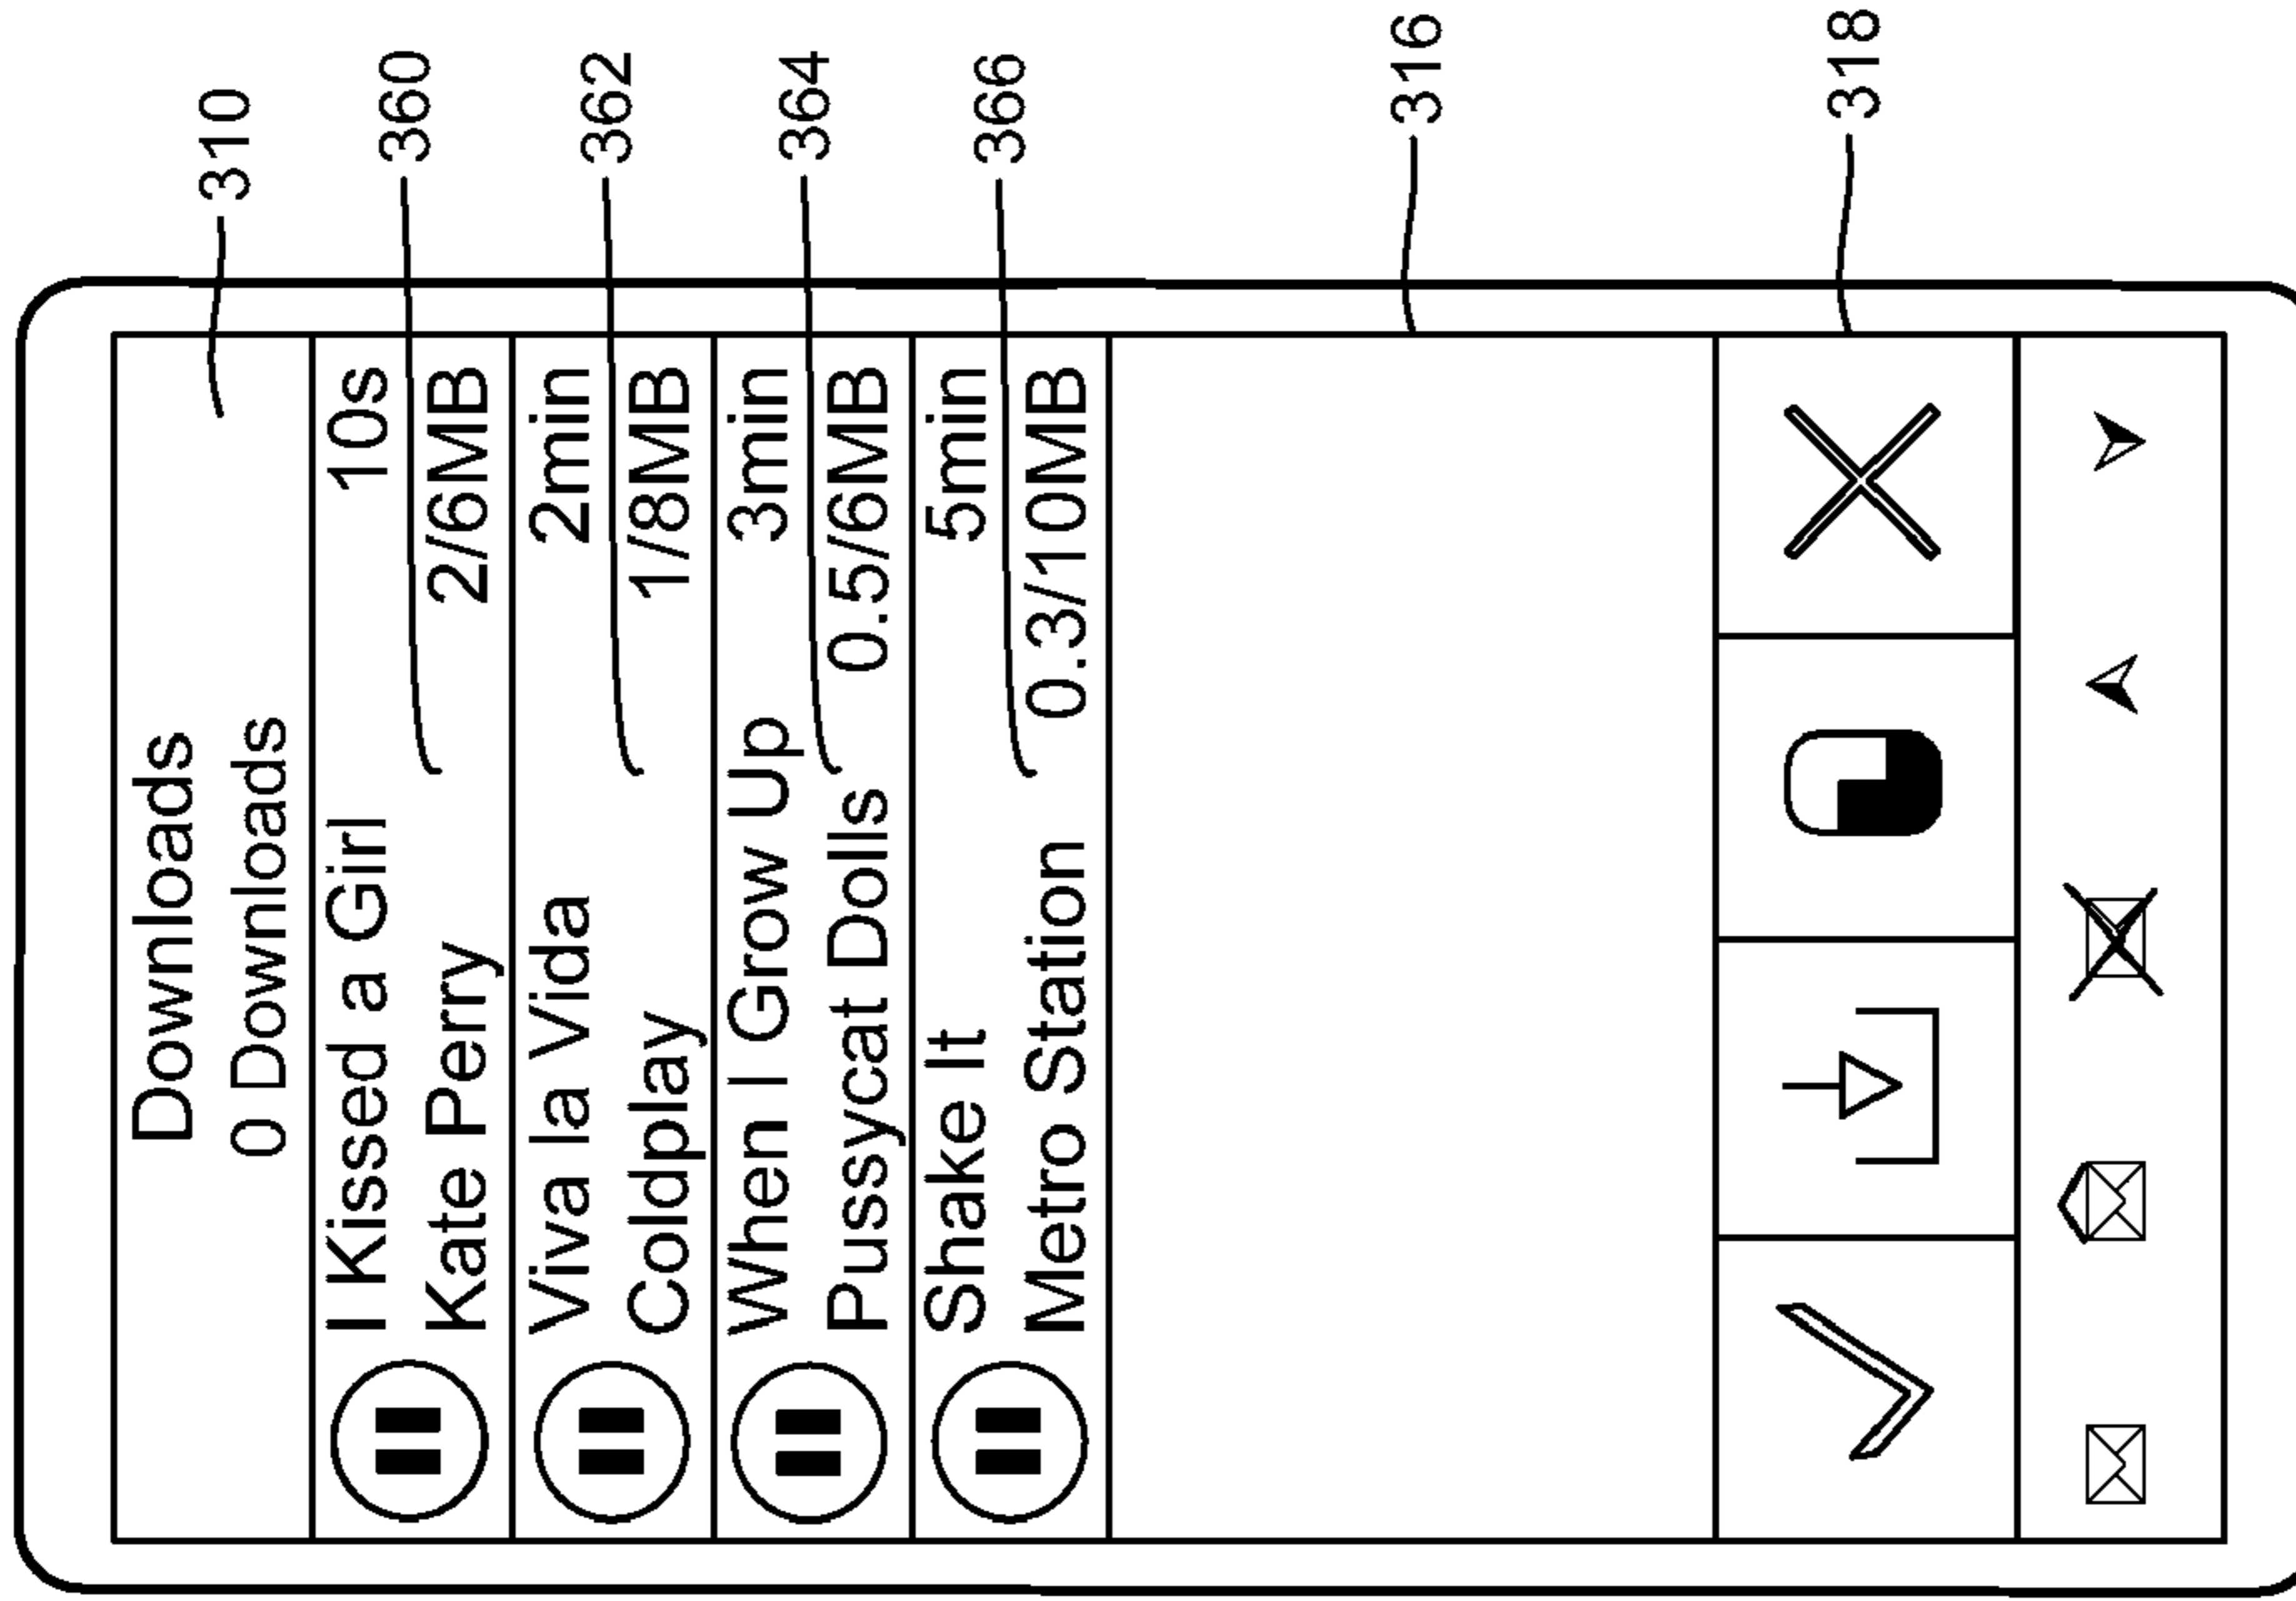 Downloads
0 Downloads
310
I Kissed a Girl 10s
Kate Perry 2/6MB
360
Viva la Vida 2min
Coldplay 1/8MB
362
When I Grow Up 3min
Pussycat Dolls 0.5/6MB
364
Shake It 5min
Metro Station 0.3/10MB
366
316
318